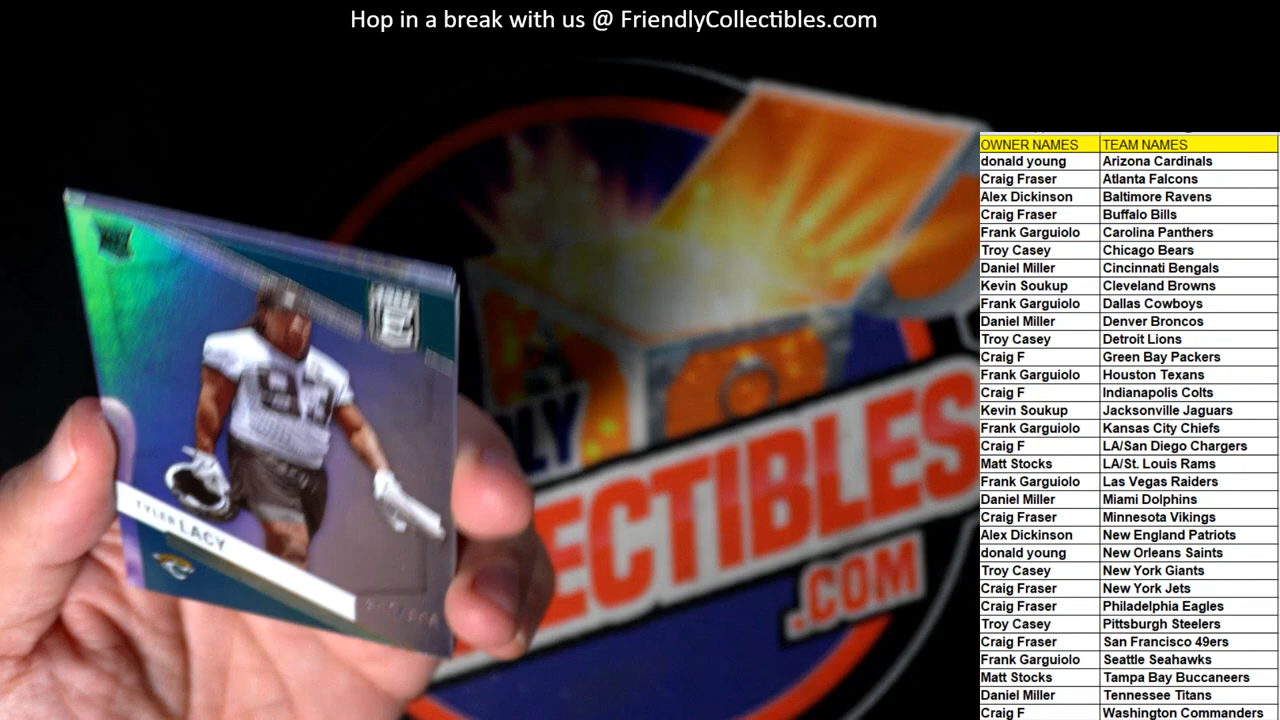 Hop in a break with us @ FriendlyCollectibles.com
OWNER NAMES TEAM NAMES
donald young Arizona Cardinals
Craig Fraser Atlanta Falcons
Alex Dickinson Baltimore Ravens
Craig Fraser Buffalo Bills
Frank Garguiolo Carolina Panthers
Troy Casey Chicago Bears
Daniel Miller Cincinnati Bengals
Kevin Soukup Cleveland Browns
Frank Garguiolo Dallas Cowboys
Daniel Miller Denver Broncos
Troy Casey Detroit Lions
Craig F Green Bay Packers
Frank Garguiolo Houston Texans
Craig F Indianapolis Colts
Kevin Soukup Jacksonville Jaguars
Frank Garguiolo Kansas City Chiefs
Craig F LA/San Diego Chargers
Matt Stocks LA/St. Louis Rams
Frank Garguiolo Las Vegas Raiders
Daniel Miller Miami Dolphins
Craig Fraser Minnesota Vikings
Alex Dickinson New England Patriots
donald young New Orleans Saints
Troy Casey New York Giants
Craig Fraser New York Jets
Craig Fraser Philadelphia Eagles
Troy Casey Pittsburgh Steelers
Craig Fraser San Francisco 49ers
Frank Garguiolo Seattle Seahawks
Matt Stocks Tampa Bay Buccaneers
Daniel Miller Tennessee Titans
Craig F Washington Commanders
TYLER LACY
LY
ECTIBLES
.COM